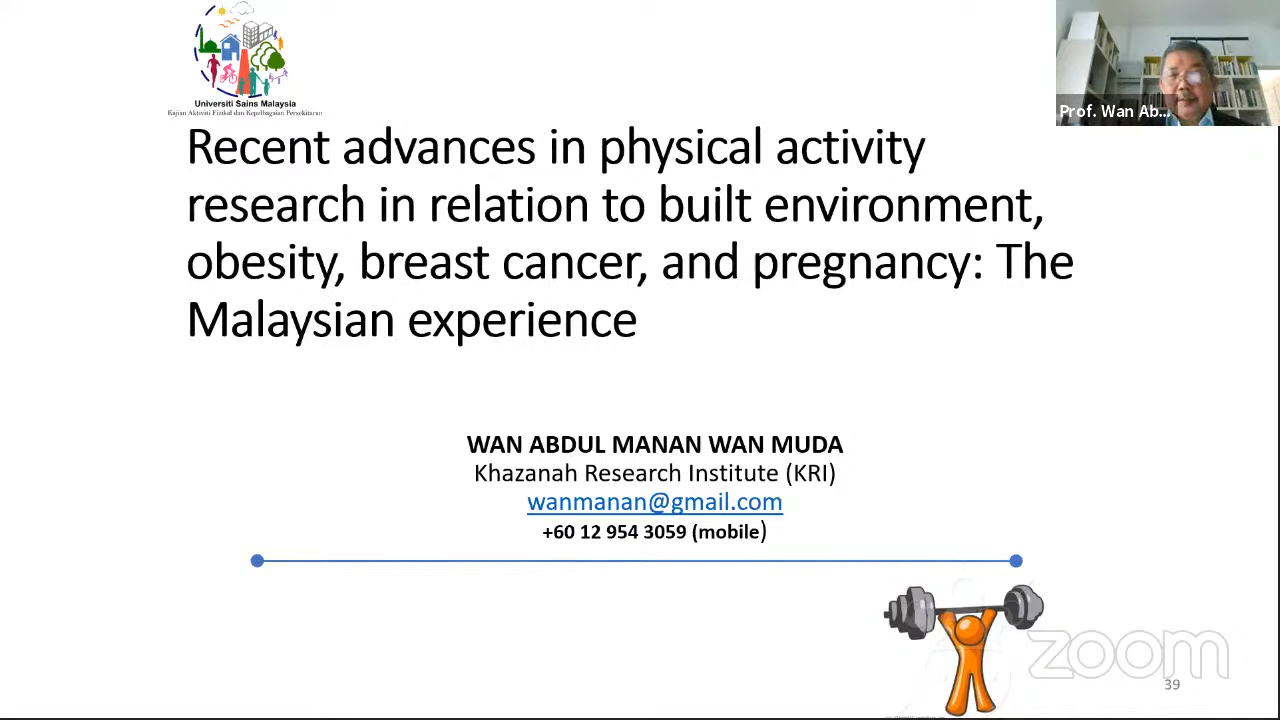 Universiti Sains Malaysia
Kajian Aktiviti Fizikal dan Kepelbagaian Persekitaran
Prof. Wan Ab...
Recent advances in physical activity
research in relation to built environment,
obesity, breast cancer, and pregnancy: The
Malaysian experience
WAN ABDUL MANAN WAN MUDA
Khazanah Research Institute (KRI)
wanmanan@gmail.com
+60 12 954 3059 (mobile)
zoom
39